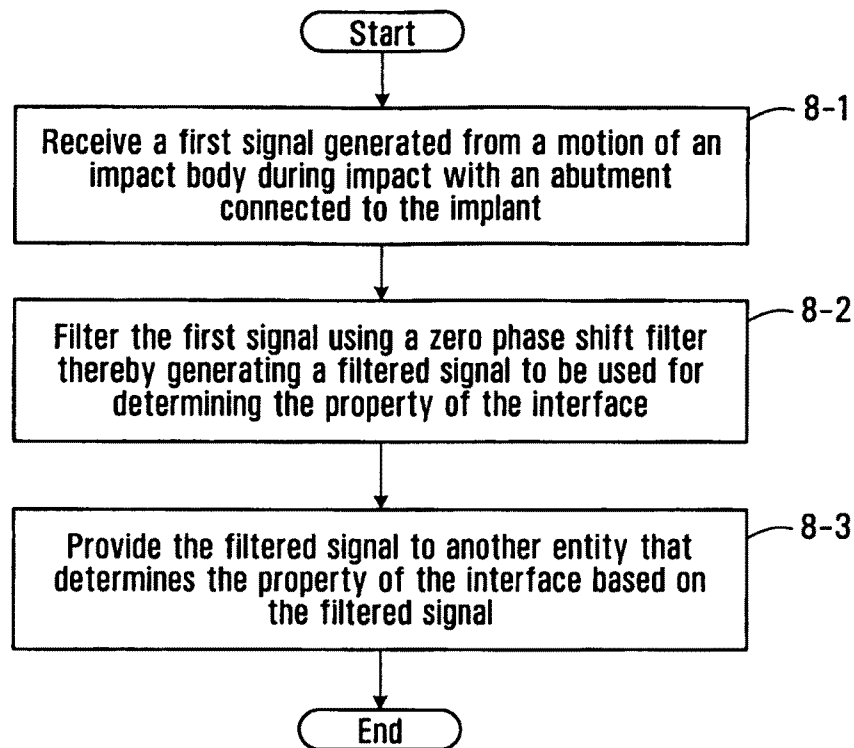 Start
8-1
Receive a first signal generated from a motion of an
impact body during impact with an abutment
connected to the implant
8-2
Filter the first signal using a zero phase shift filter
thereby generating a filtered signal to be used for
determining the property of the interface
8-3
Provide the filtered signal to another entity that
determines the property of the interface based on
the filtered signal
End